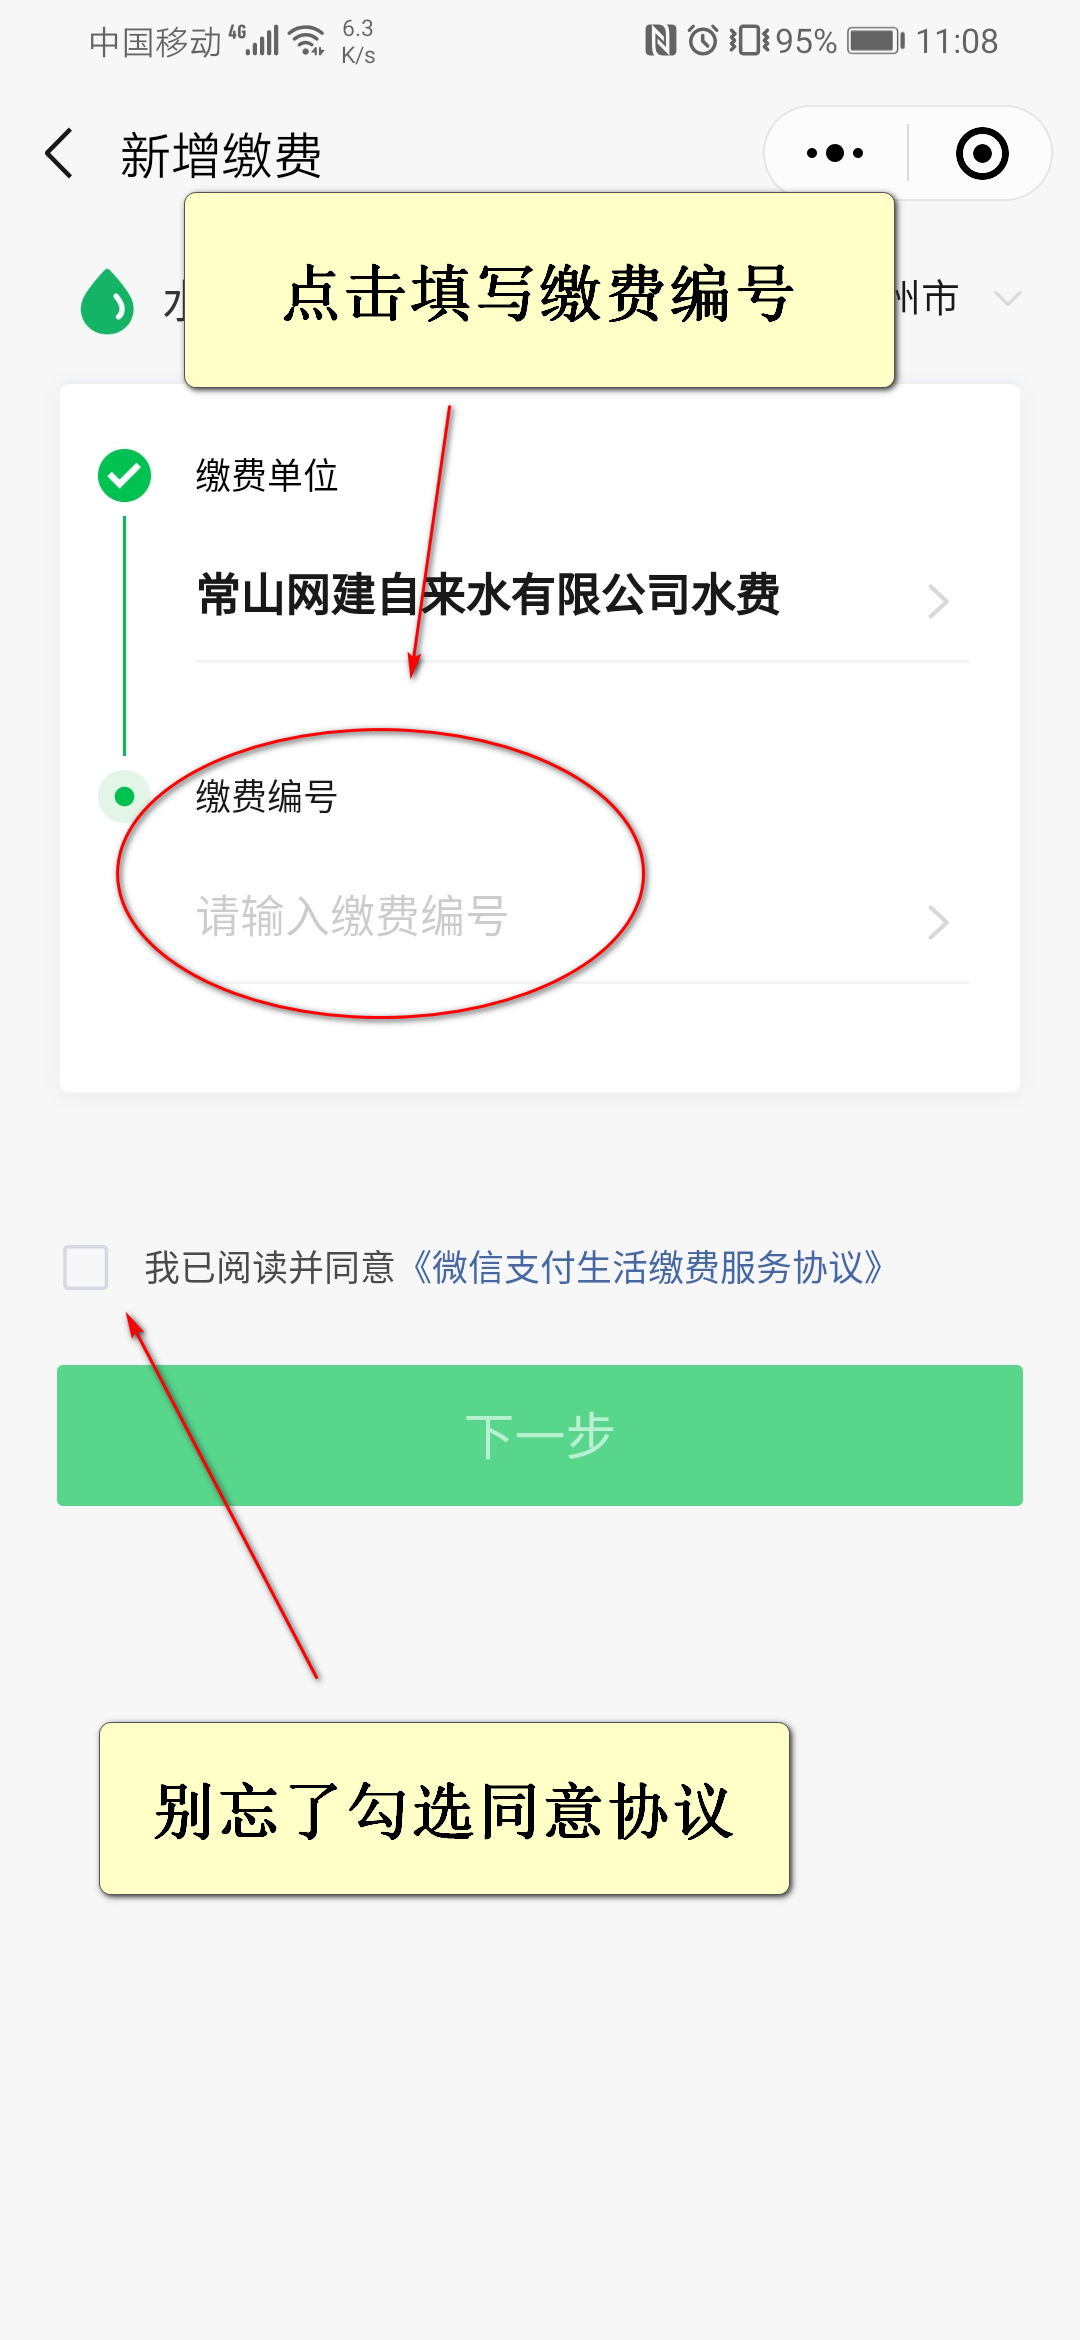 中国移动 4G 6.3 K/s 95% 11:08
新增缴费
点击填写缴费编号
水 州市
缴费单位
常山网建自来水有限公司水费
缴费编号
请输入缴费编号
我已阅读并同意《微信支付生活缴费服务协议》
下一步
别忘了勾选同意协议